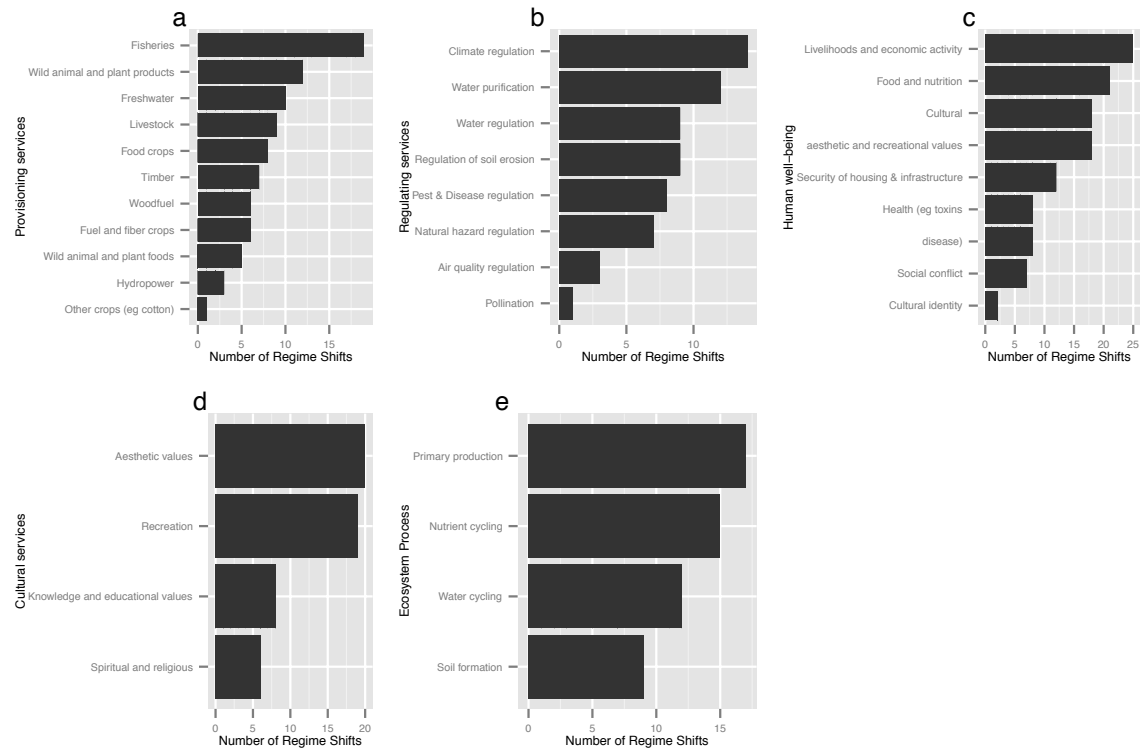 a
Provisioning services
Fisheries
Wild animal and plant products
Freshwater
Livestock
Food crops
Timber
Woodfuel
Fuel and fiber crops
Wild animal and plant foods
Hydropower
Other crops (eg cotton)
0 5 10 15
Number of Regime Shifts
b
Regulating services
Climate regulation
Water purification
Water regulation
Regulation of soil erosion
Pest & Disease regulation
Natural hazard regulation
Air quality regulation
Pollination
0 5 10
Number of Regime Shifts
c
Human well−being
Livelihoods and economic activity
Food and nutrition
Cultural
aesthetic and recreational values
Security of housing & infrastructure
Health (eg toxins
disease)
Social conflict
Cultural identity
0 5 10 15 20 25
Number of Regime Shifts
d
Cultural services
Aesthetic values
Recreation
Knowledge and educational values
Spiritual and religious
0 5 10 15 20
Number of Regime Shifts
e
Ecosystem Process
Primary production
Nutrient cycling
Water cycling
Soil formation
0 5 10 15
Number of Regime Shifts